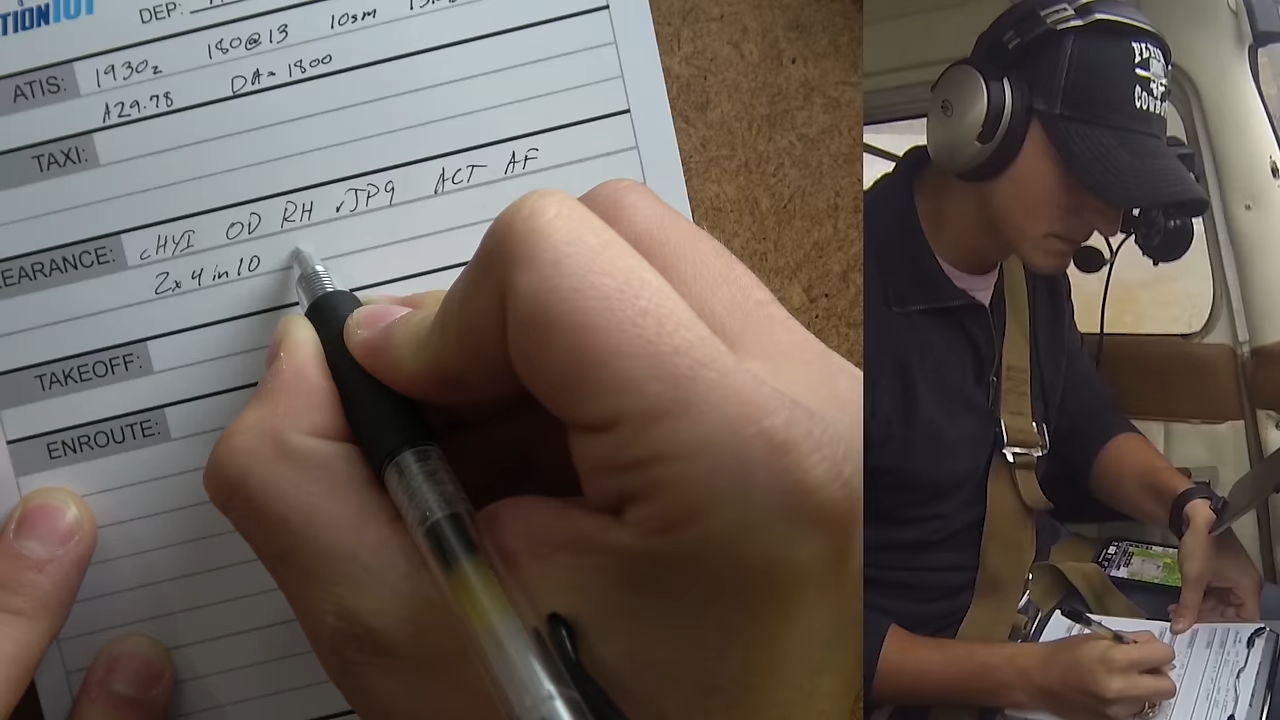 TION101
DEP:
ATIS: 1930z 180@13 10sm
A29.78 DA= 1800
TAXI:
EARANCE: cHYI OD RH rJP9 ACT AF
2x 4 in 10
TAKEOFF:
ENROUTE: